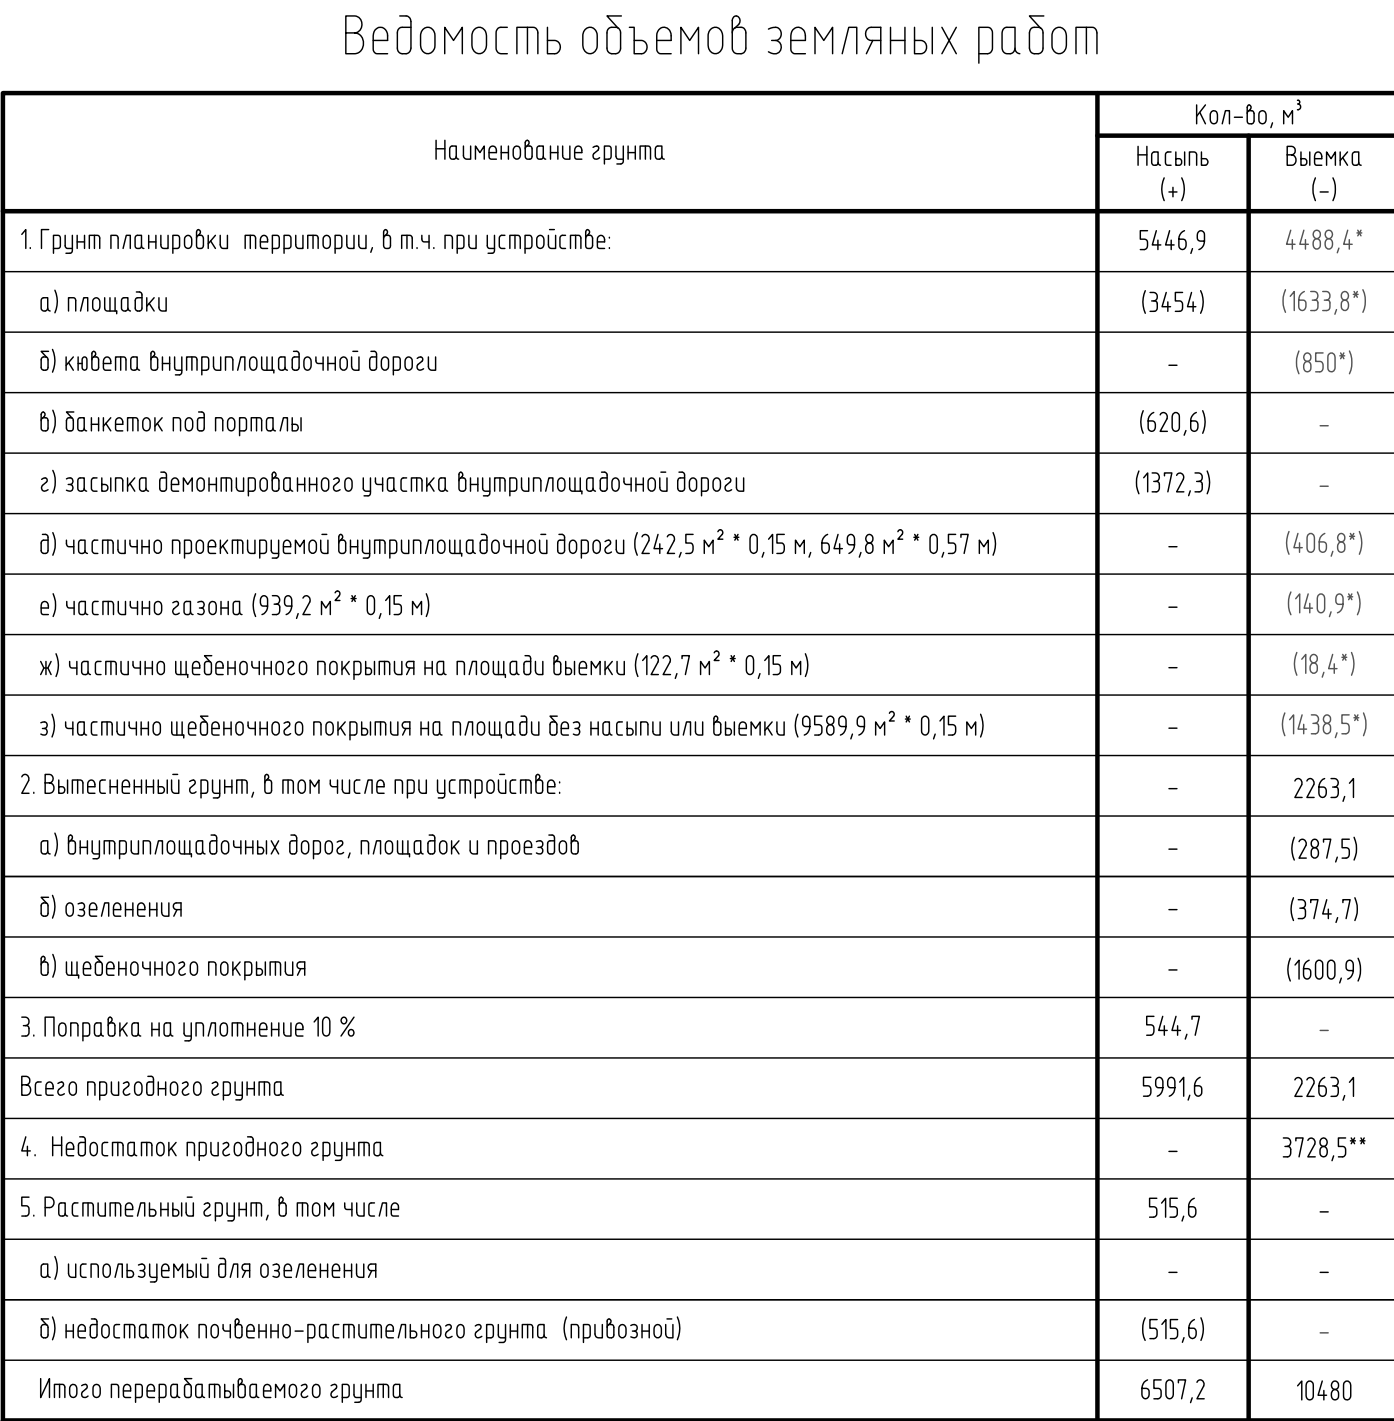 Ведомость объемов земляных работ
Наименование грунта
Кол-во, м³
Насыпь
(+)
Выемка
(-)
1. Грунт планировки территории, в т.ч. при устройстве: 5446,9 4488,4*
а) площадки (3454) (1633,8*)
б) кювета внутриплощадочной дороги - (850*)
в) банкеток под порталы (620,6) -
г) засыпка демонтированного участка внутриплощадочной дороги (1372,3) -
д) частично проектируемой внутриплощадочной дороги (242,5 м² * 0,15 м, 649,8 м² * 0,57 м) - (406,8*)
е) частично газона (939,2 м² * 0,15 м) - (140,9*)
ж) частично щебеночного покрытия на площади выемки (122,7 м² * 0,15 м) - (18,4*)
з) частично щебеночного покрытия на площади без насыпи или выемки (9589,9 м² * 0,15 м) - (1438,5*)
2. Вытесненный грунт, в том числе при устройстве: - 2263,1
а) внутриплощадочных дорог, площадок и проездов - (287,5)
б) озеленения - (374,7)
в) щебеночного покрытия - (1600,9)
3. Поправка на уплотнение 10 % 544,7 -
Всего пригодного грунта 5991,6 2263,1
4. Недостаток пригодного грунта - 3728,5**
5. Растительный грунт, в том числе 515,6 -
а) используемый для озеленения - -
б) недостаток почвенно-растительного грунта (привозной) (515,6) -
Итого перерабатываемого грунта 6507,2 10480